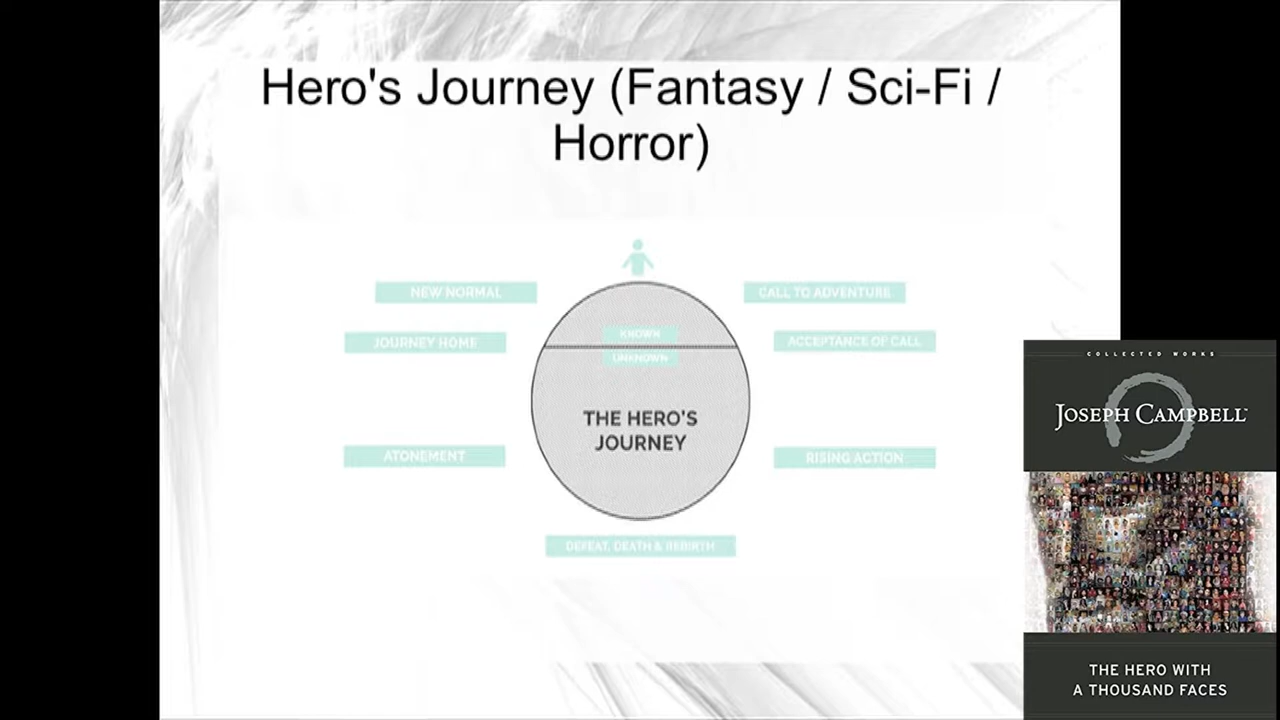 Hero's Journey (Fantasy / Sci-Fi /
Horror)
NEW NORMAL
CALL TO ADVENTURE
JOURNEY HOME
KNOWN
ACCEPTANCE OF CALL
UNKNOWN
THE HERO'S
JOURNEY
ATONEMENT
RISING ACTION
DEFEAT, DEATH & REBIRTH
COLLECTED WORKS
JOSEPH CAMPBELL
THE HERO WITH
A THOUSAND FACES